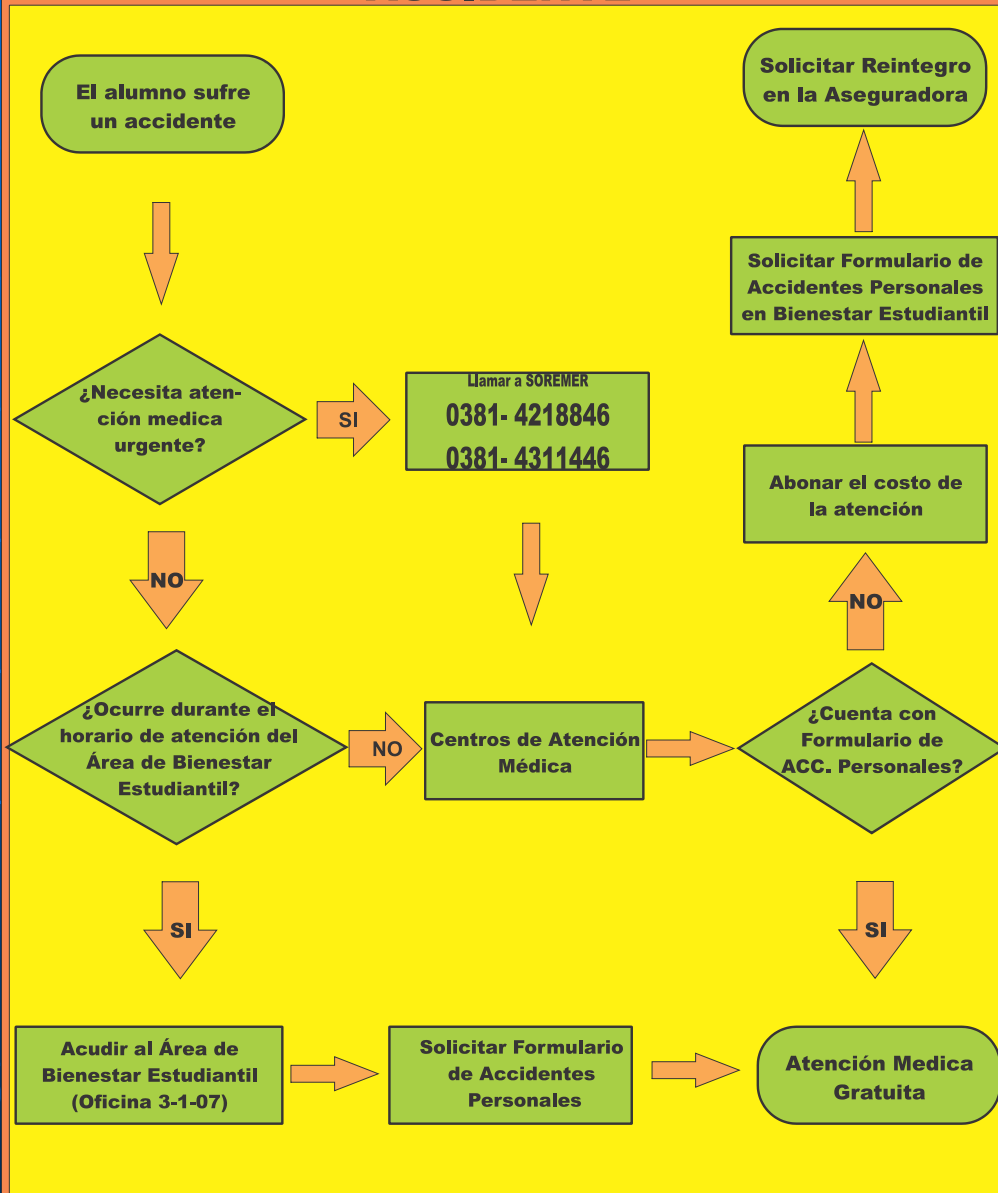 El alumno sufre
un accidente
Solicitar Reintegro
en la Aseguradora
Solicitar Formulario de
Accidentes Personales
en Bienestar Estudiantil
¿Necesita aten-
ción medica
urgente?
SI
Llamar a SOREMER
0381- 4218846
0381- 4311446
Abonar el costo de
la atención
NO
NO
¿Ocurre durante el
horario de atención del
Área de Bienestar
Estudiantil?
NO
Centros de Atención
Médica
¿Cuenta con
Formulario de
ACC. Personales?
SI
SI
Acudir al Área de
Bienestar Estudiantil
(Oficina 3-1-07)
Solicitar Formulario
de Accidentes
Personales
Atención Medica
Gratuita